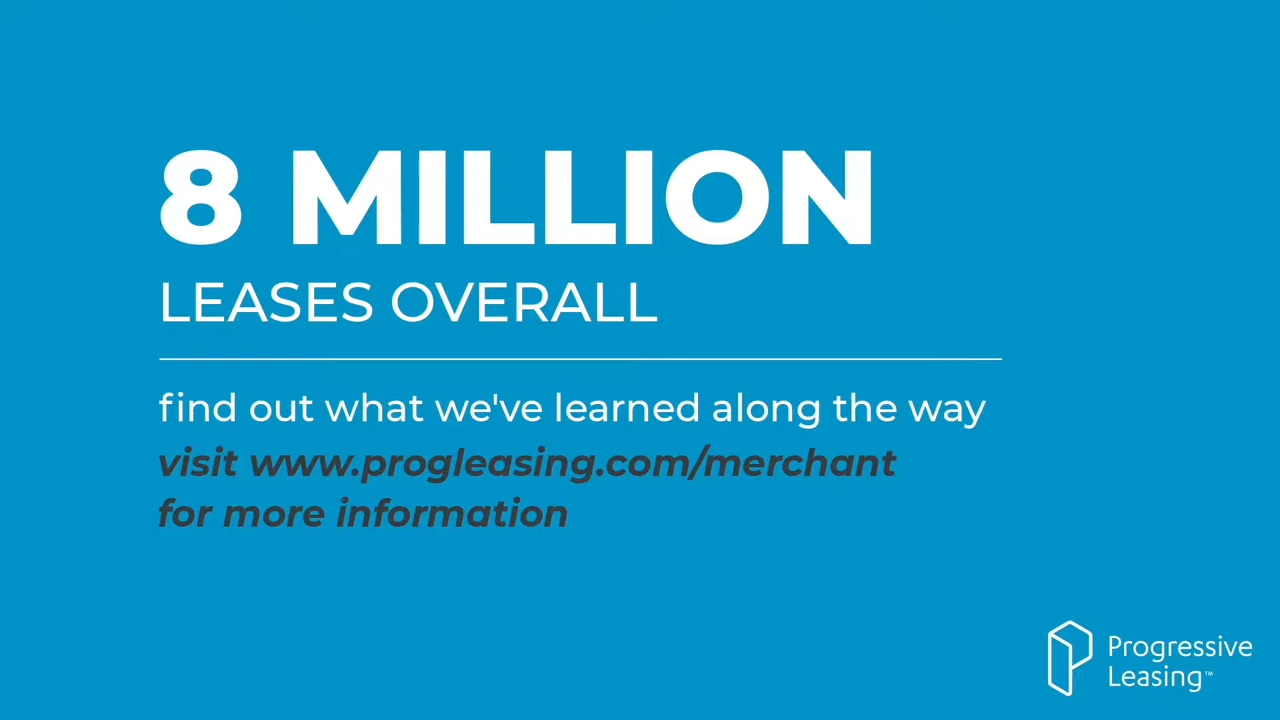 8 MILLION
LEASES OVERALL
find out what we've learned along the way
visit www.progleasing.com/merchant
for more information
Progressive
Leasing™